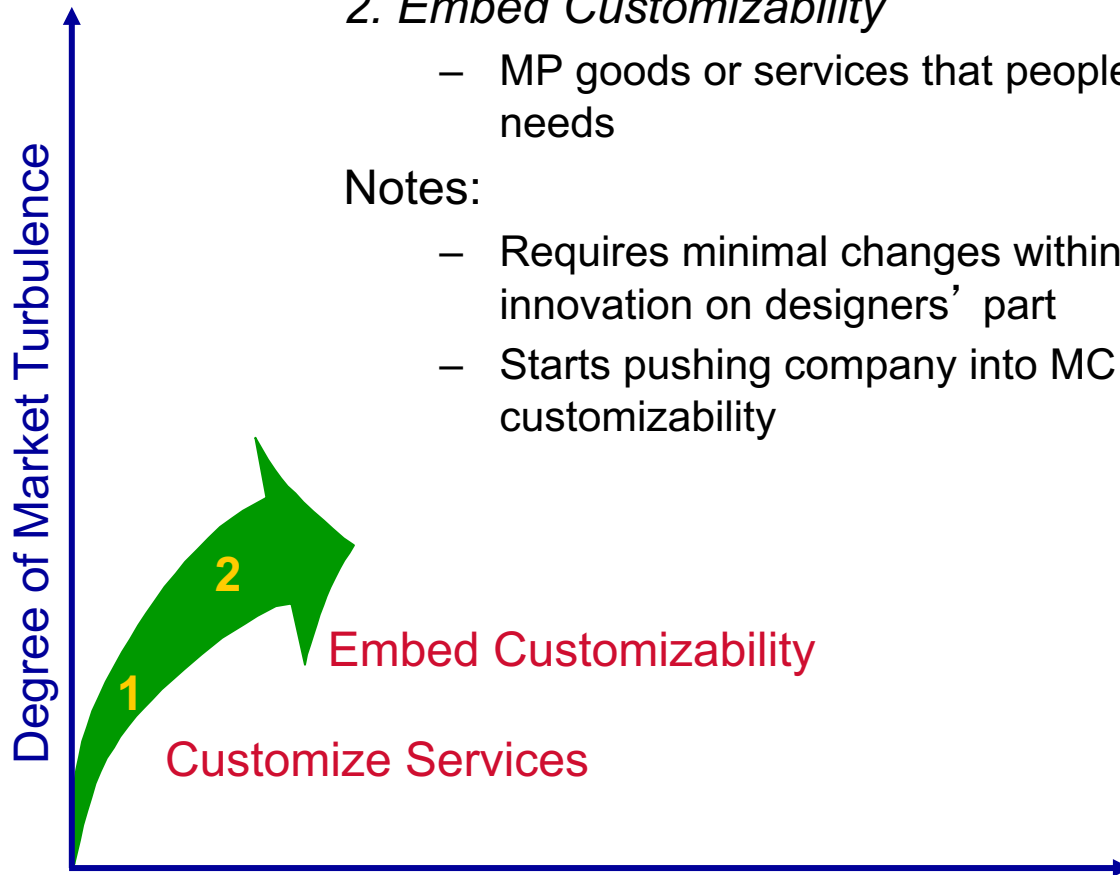 2. Embed Customizability
– MP goods or services that people
needs
Notes:
– Requires minimal changes within
innovation on designers’ part
– Starts pushing company into MC
customizability
Degree of Market Turbulence
2
Embed Customizability
1
Customize Services